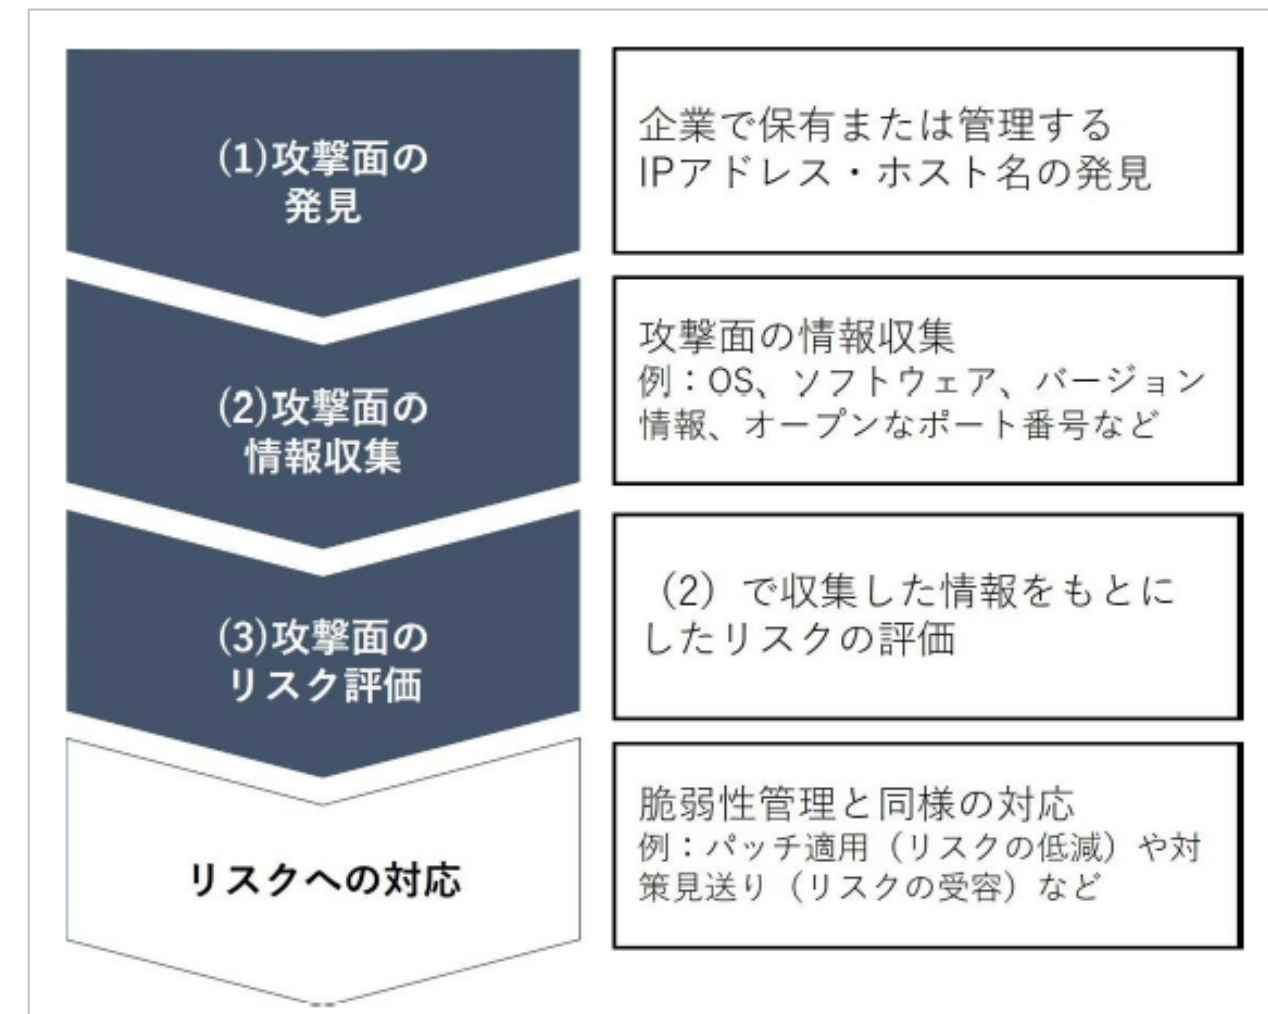 (1)攻撃面の
発見
企業で保有または管理する
IPアドレス・ホスト名の発見
(2)攻撃面の
情報収集
攻撃面の情報収集
例：OS、ソフトウェア、バージョン
情報、オープンなポート番号など
(3)攻撃面の
リスク評価
（2）で収集した情報をもとに
したリスクの評価
リスクへの対応
脆弱性管理と同様の対応
例：パッチ適用（リスクの低減）や対
策見送り（リスクの受容）など